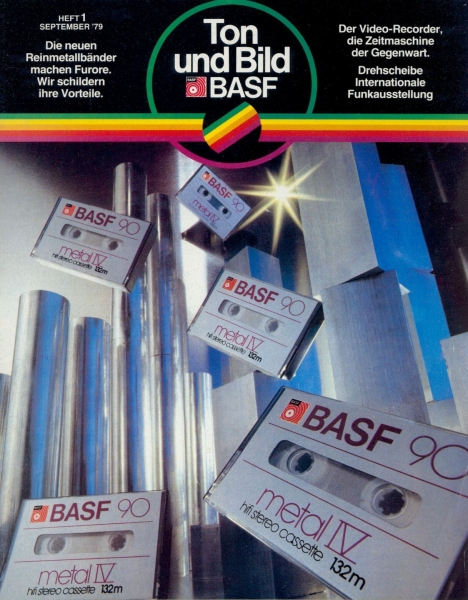 HEFT 1
SEPTEMBER '79
Die neuen
Reinmetallbänder
machen Furore.
Wir schildern
ihre Vorteile.
Ton
und Bild
BASF
Der Video-Recorder,
die Zeitmaschine
der Gegenwart.
Drehscheibe
Internationale
Funkausstellung
BASF 90
metal IV
BASF 90
metal IV
hifi stereo cassette 132m
BASF 90
metal IV
hifi stereo cassette 132m
BASF 90
metal IV
hifi stereo cassette 132m
BASF 90
metal IV
hifi stereo cassette 132m